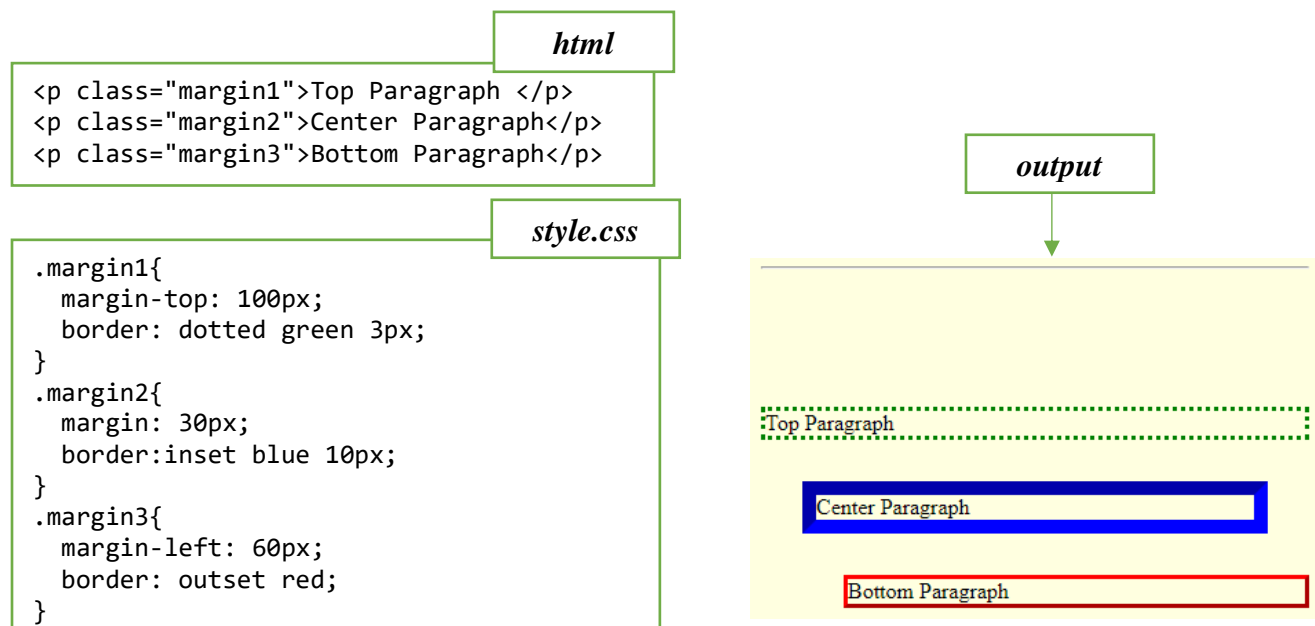 html
<p class="margin1">Top Paragraph </p>
<p class="margin2">Center Paragraph</p>
<p class="margin3">Bottom Paragraph</p>
style.css
.margin1{
  margin-top: 100px;
  border: dotted green 3px;
}
.margin2{
  margin: 30px;
  border:inset blue 10px;
}
.margin3{
  margin-left: 60px;
  border: outset red;
}
output
Top Paragraph
Center Paragraph
Bottom Paragraph